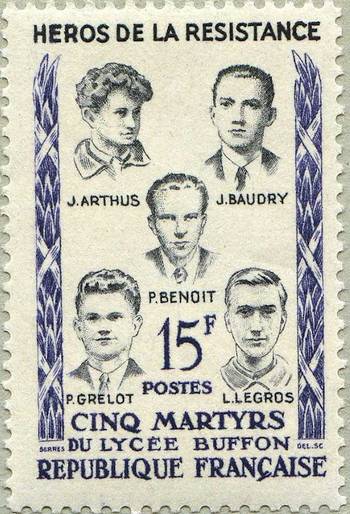 HEROS DE LA RESISTANCE
J.ARTHUS
J.BAUDRY
P.BENOIT
P.GRELOT
15F
POSTES
L.LEGROS
CINQ MARTYRS
DU LYCÉE BUFFON
SERRES
DEL.SC
REPUBLIQUE FRANÇAISE